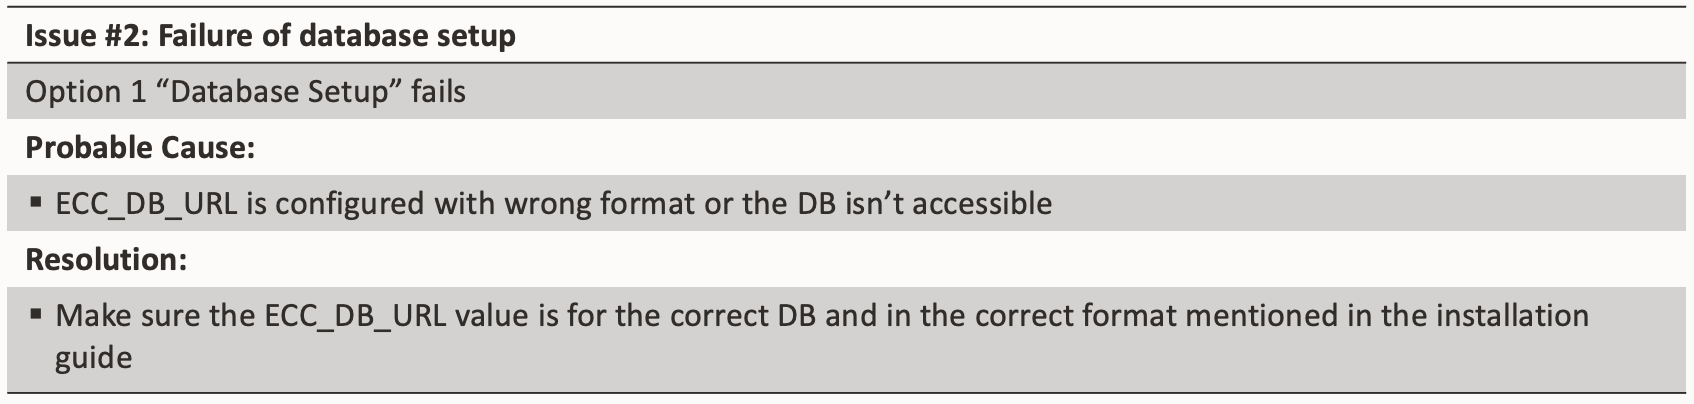 Issue #2: Failure of database setup
Option 1 “Database Setup” fails
Probable Cause:
▪ ECC_DB_URL is configured with wrong format or the DB isn’t accessible
Resolution:
▪ Make sure the ECC_DB_URL value is for the correct DB and in the correct format mentioned in the installation
guide